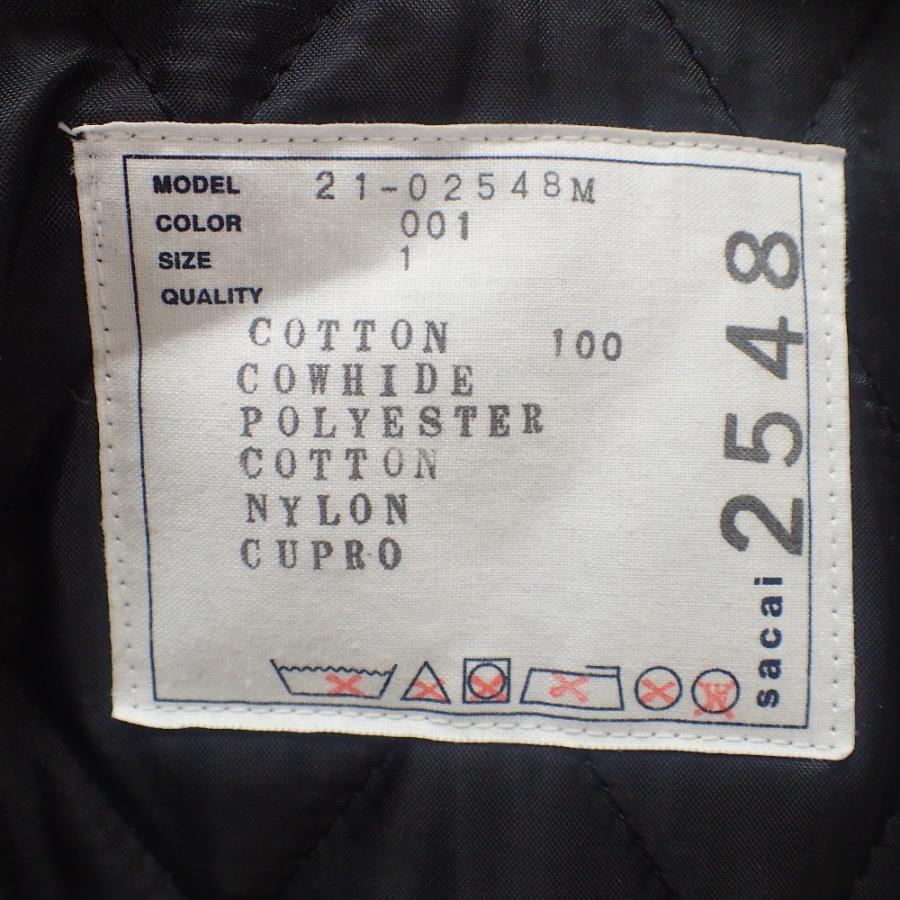 MODEL 21-02548M
COLOR 001
SIZE 1
QUALITY
COTTON 100
COWHIDE
POLYESTER
COTTON
NYLON
CUPRO
sacai 2548